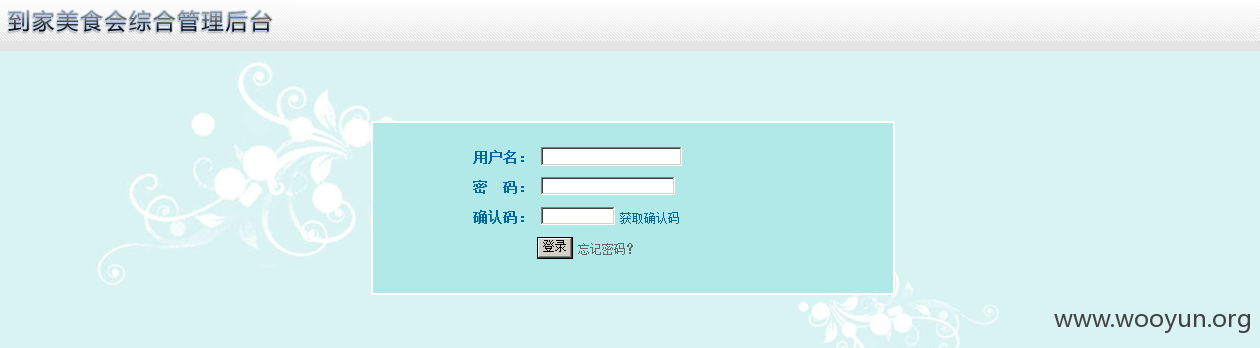 到家美食会综合管理后台
用户名：
密　码：
确认码： 获取确认码
登录 忘记密码？
www.wooyun.org